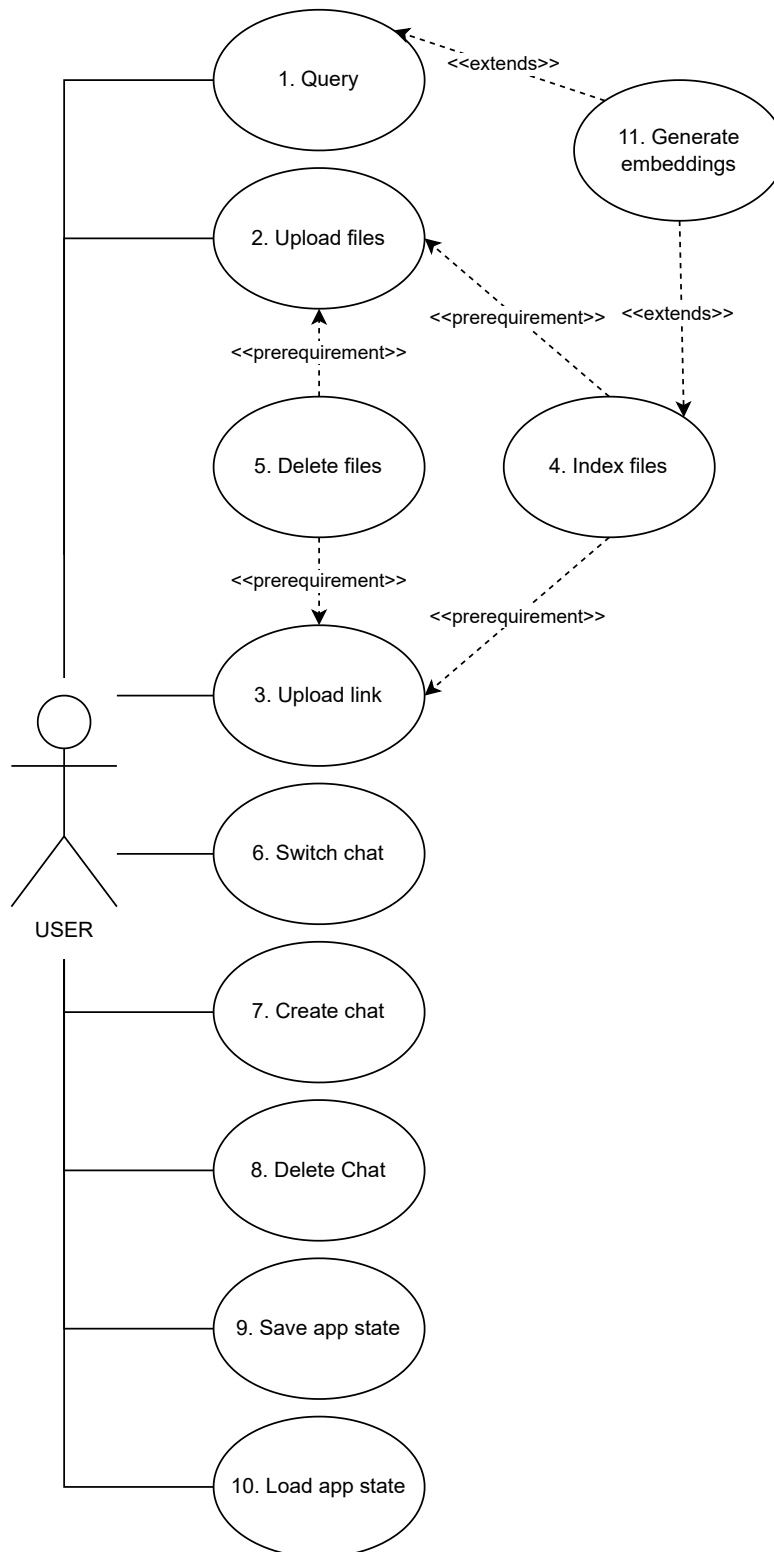 1. Query
<<extends>>
11. Generate
embeddings
2. Upload files
<<prerequirement>>
<<extends>>
<<prerequirement>>
5. Delete files
4. Index files
<<prerequirement>>
<<prerequirement>>
3. Upload link
6. Switch chat
USER
7. Create chat
8. Delete Chat
9. Save app state
10. Load app state